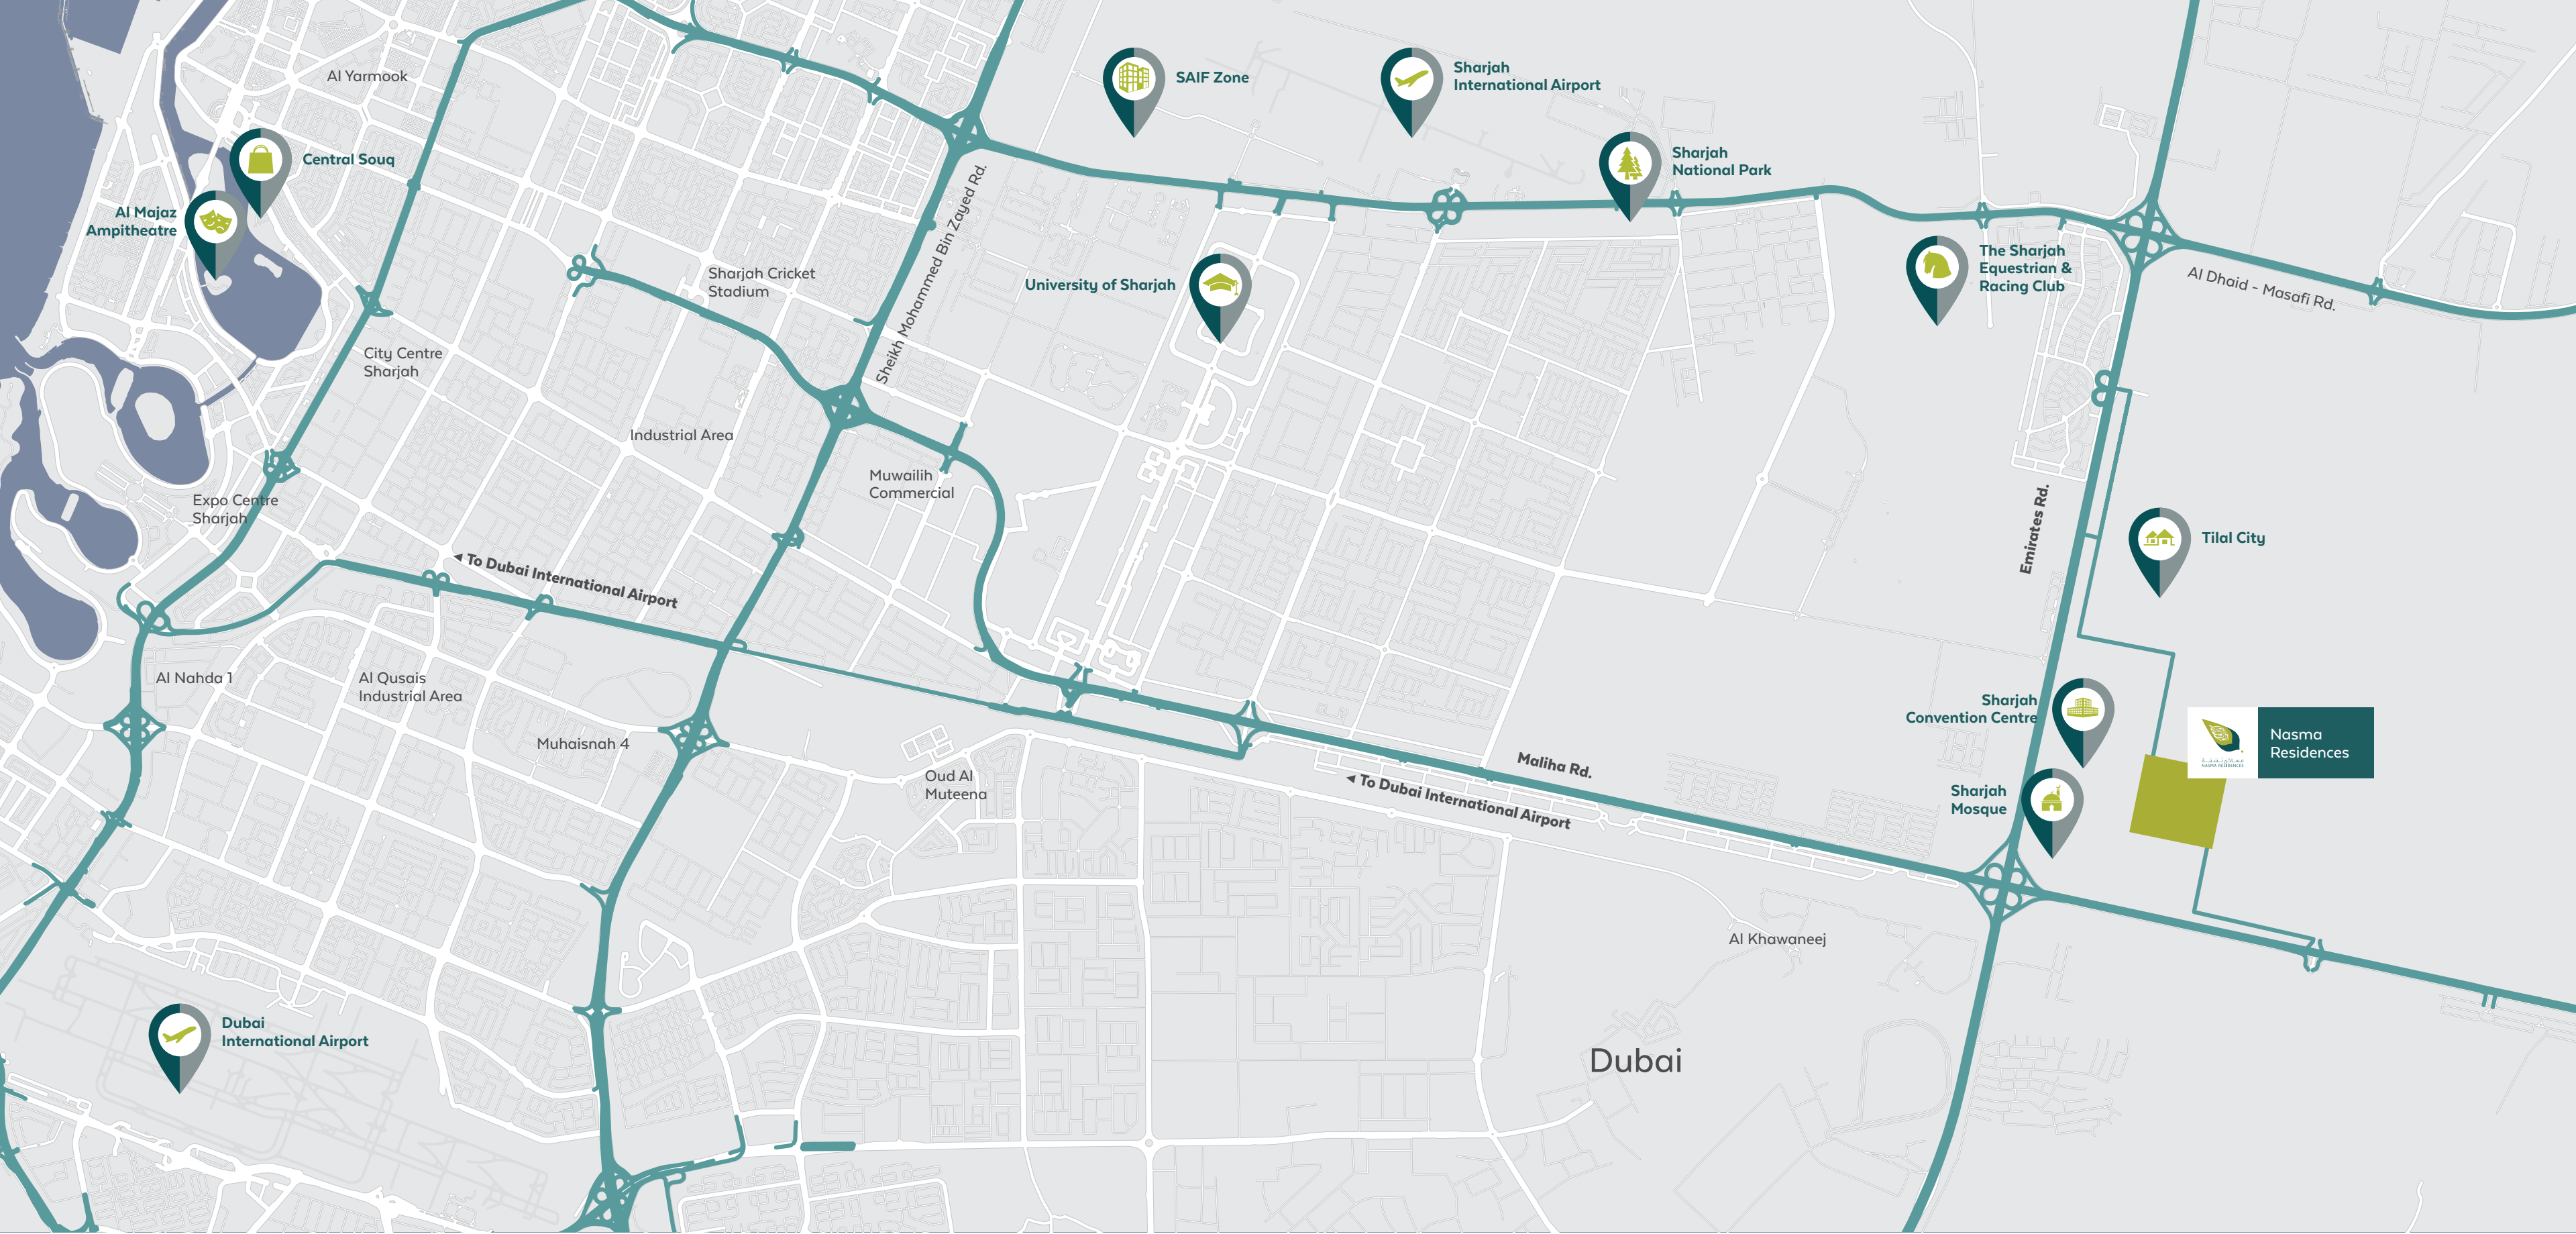 Al Yarmook
SAIF Zone
Sharjah
International Airport
Central Souq
Sharjah
National Park
Al Majaz
Ampitheatre
Sheikh Mohammed Bin Zayed Rd.
Sharjah Cricket
Stadium
University of Sharjah
The Sharjah
Equestrian &
Racing Club
Al Dhaid - Masafi Rd.
City Centre
Sharjah
Industrial Area
Muwailih
Commercial
Expo Centre
Sharjah
Emirates Rd.
Tilal City
◄ To Dubai International Airport
Al Nahda 1
Al Qusais
Industrial Area
Muhaisnah 4
Sharjah
Convention Centre
Nasma
Residences
NASMA RESIDENCES
Oud Al
Muteena
Maliha Rd.
◄ To Dubai International Airport
Sharjah
Mosque
Al Khawaneej
Dubai
International Airport
Dubai